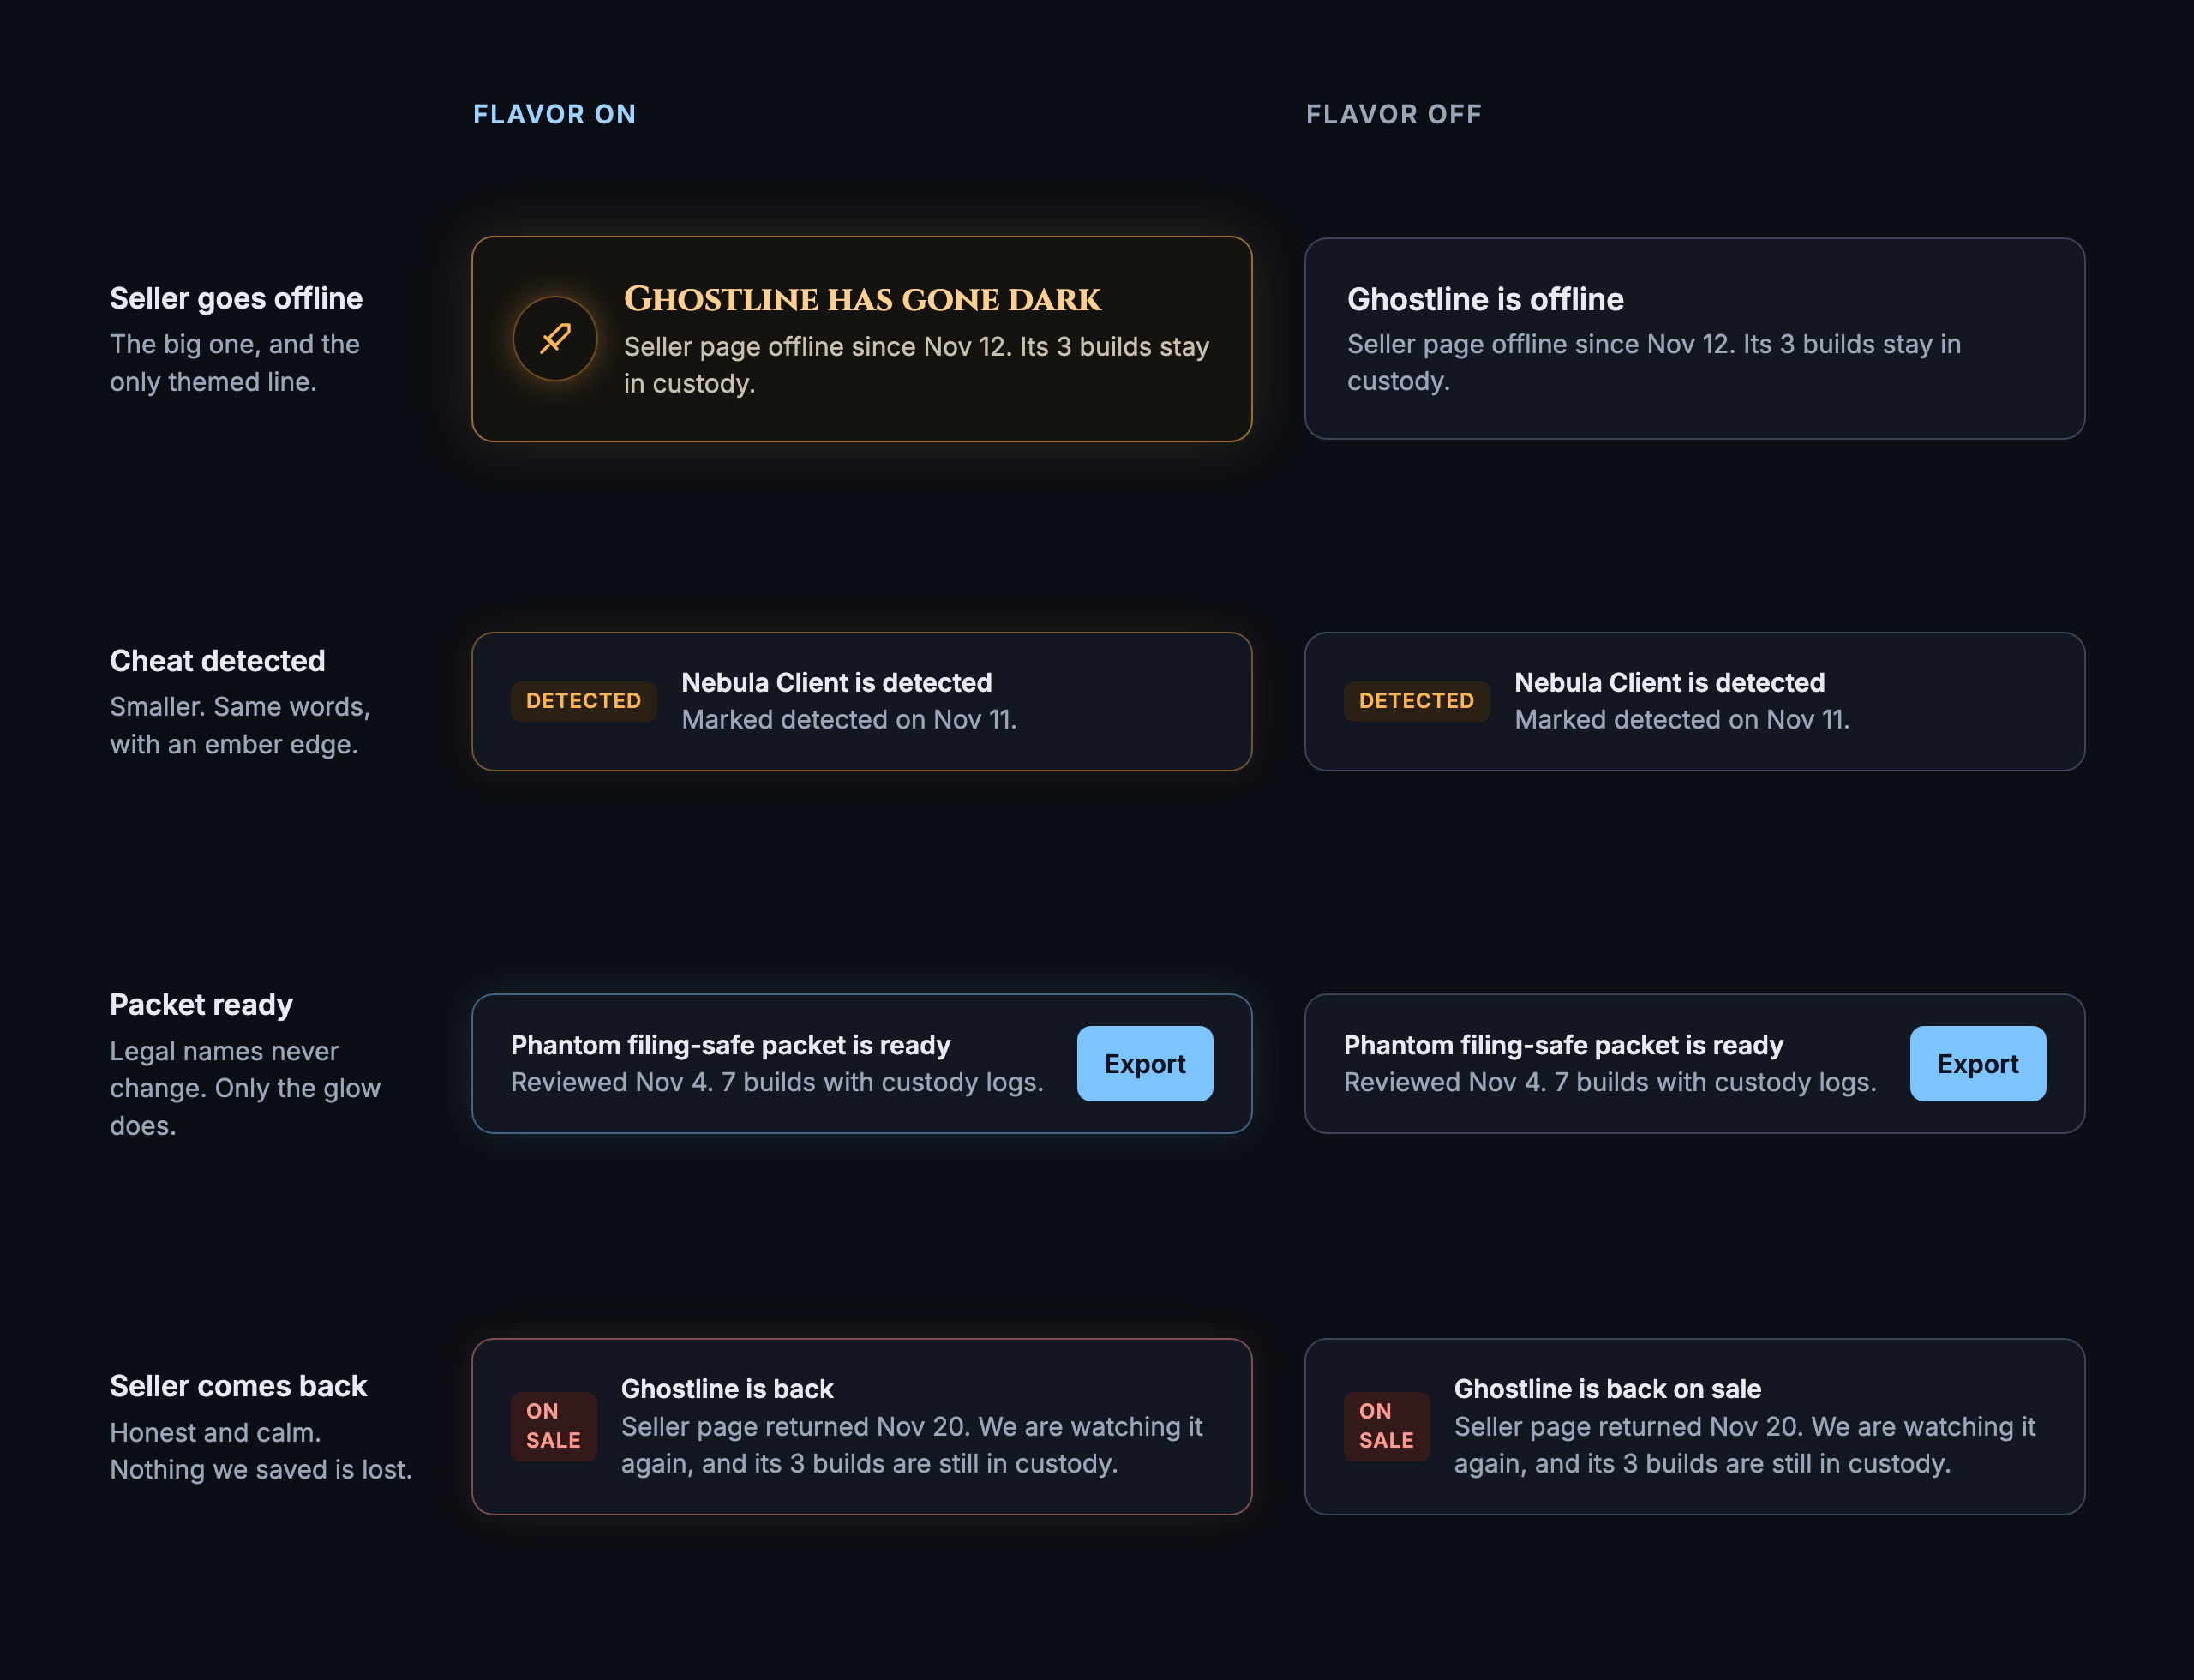 FLAVOR ON
FLAVOR OFF
Seller goes offline
The big one, and the
only themed line.
Ghostline has gone dark
Seller page offline since Nov 12. Its 3 builds stay
in custody.
Ghostline is offline
Seller page offline since Nov 12. Its 3 builds stay in
custody.
Cheat detected
Smaller. Same words,
with an ember edge.
DETECTED
Nebula Client is detected
Marked detected on Nov 11.
DETECTED
Nebula Client is detected
Marked detected on Nov 11.
Packet ready
Legal names never
change. Only the glow
does.
Phantom filing-safe packet is ready
Reviewed Nov 4. 7 builds with custody logs.
Export
Phantom filing-safe packet is ready
Reviewed Nov 4. 7 builds with custody logs.
Export
Seller comes back
Honest and calm.
Nothing we saved is lost.
ON
SALE
Ghostline is back
Seller page returned Nov 20. We are watching it
again, and its 3 builds are still in custody.
ON
SALE
Ghostline is back on sale
Seller page returned Nov 20. We are watching it
again, and its 3 builds are still in custody.